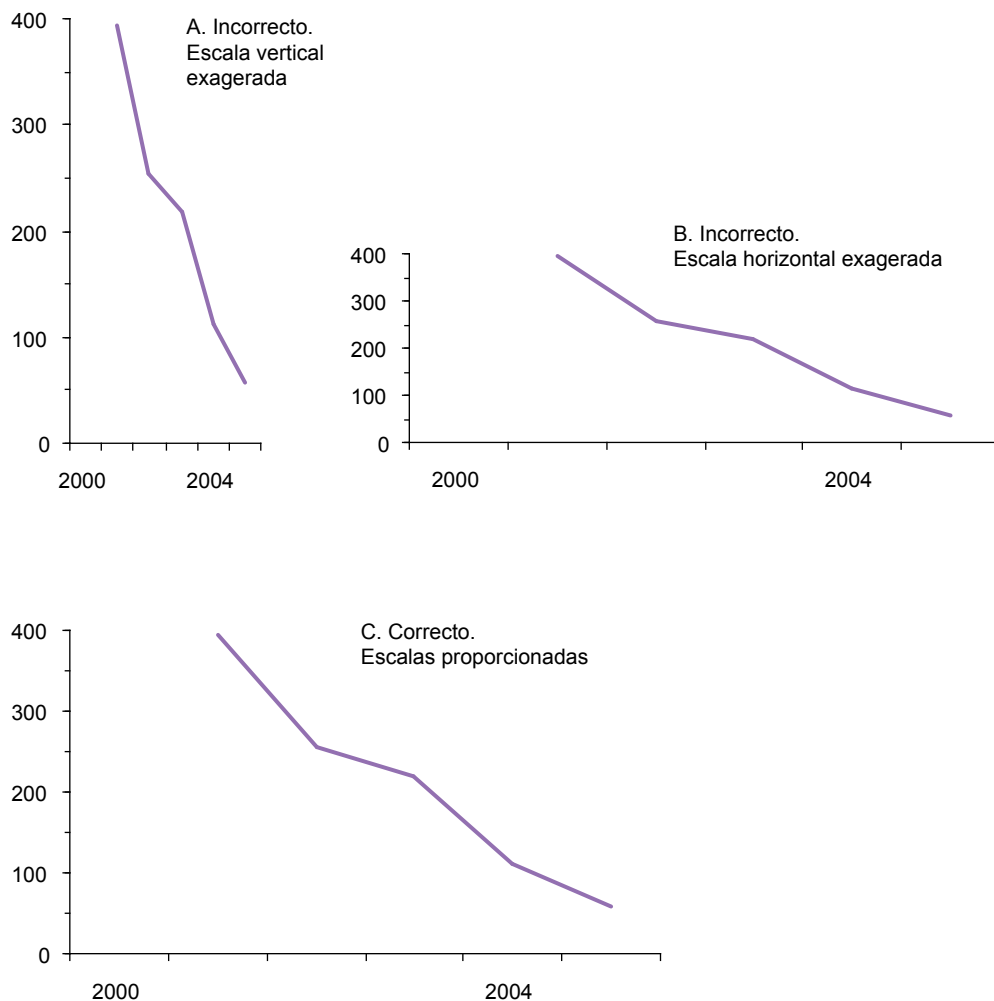 400
300
200
100
0
2000 2004
A. Incorrecto.
Escala vertical
exagerada
400
300
200
100
0
2000 2004
B. Incorrecto.
Escala horizontal exagerada
400
300
200
100
0
2000 2004
C. Correcto.
Escalas proporcionadas